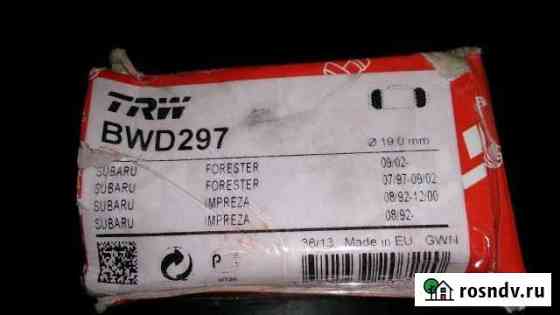 TRW
BWD297
Ø 19.0 mm
SUBARU FORESTER 09/02-
SUBARU FORESTER 07/97-09/02
SUBARU IMPREZA 08/92-12/00
SUBARU IMPREZA 08/92-
36/13 Made in EU GWN
P
rosndv.ru